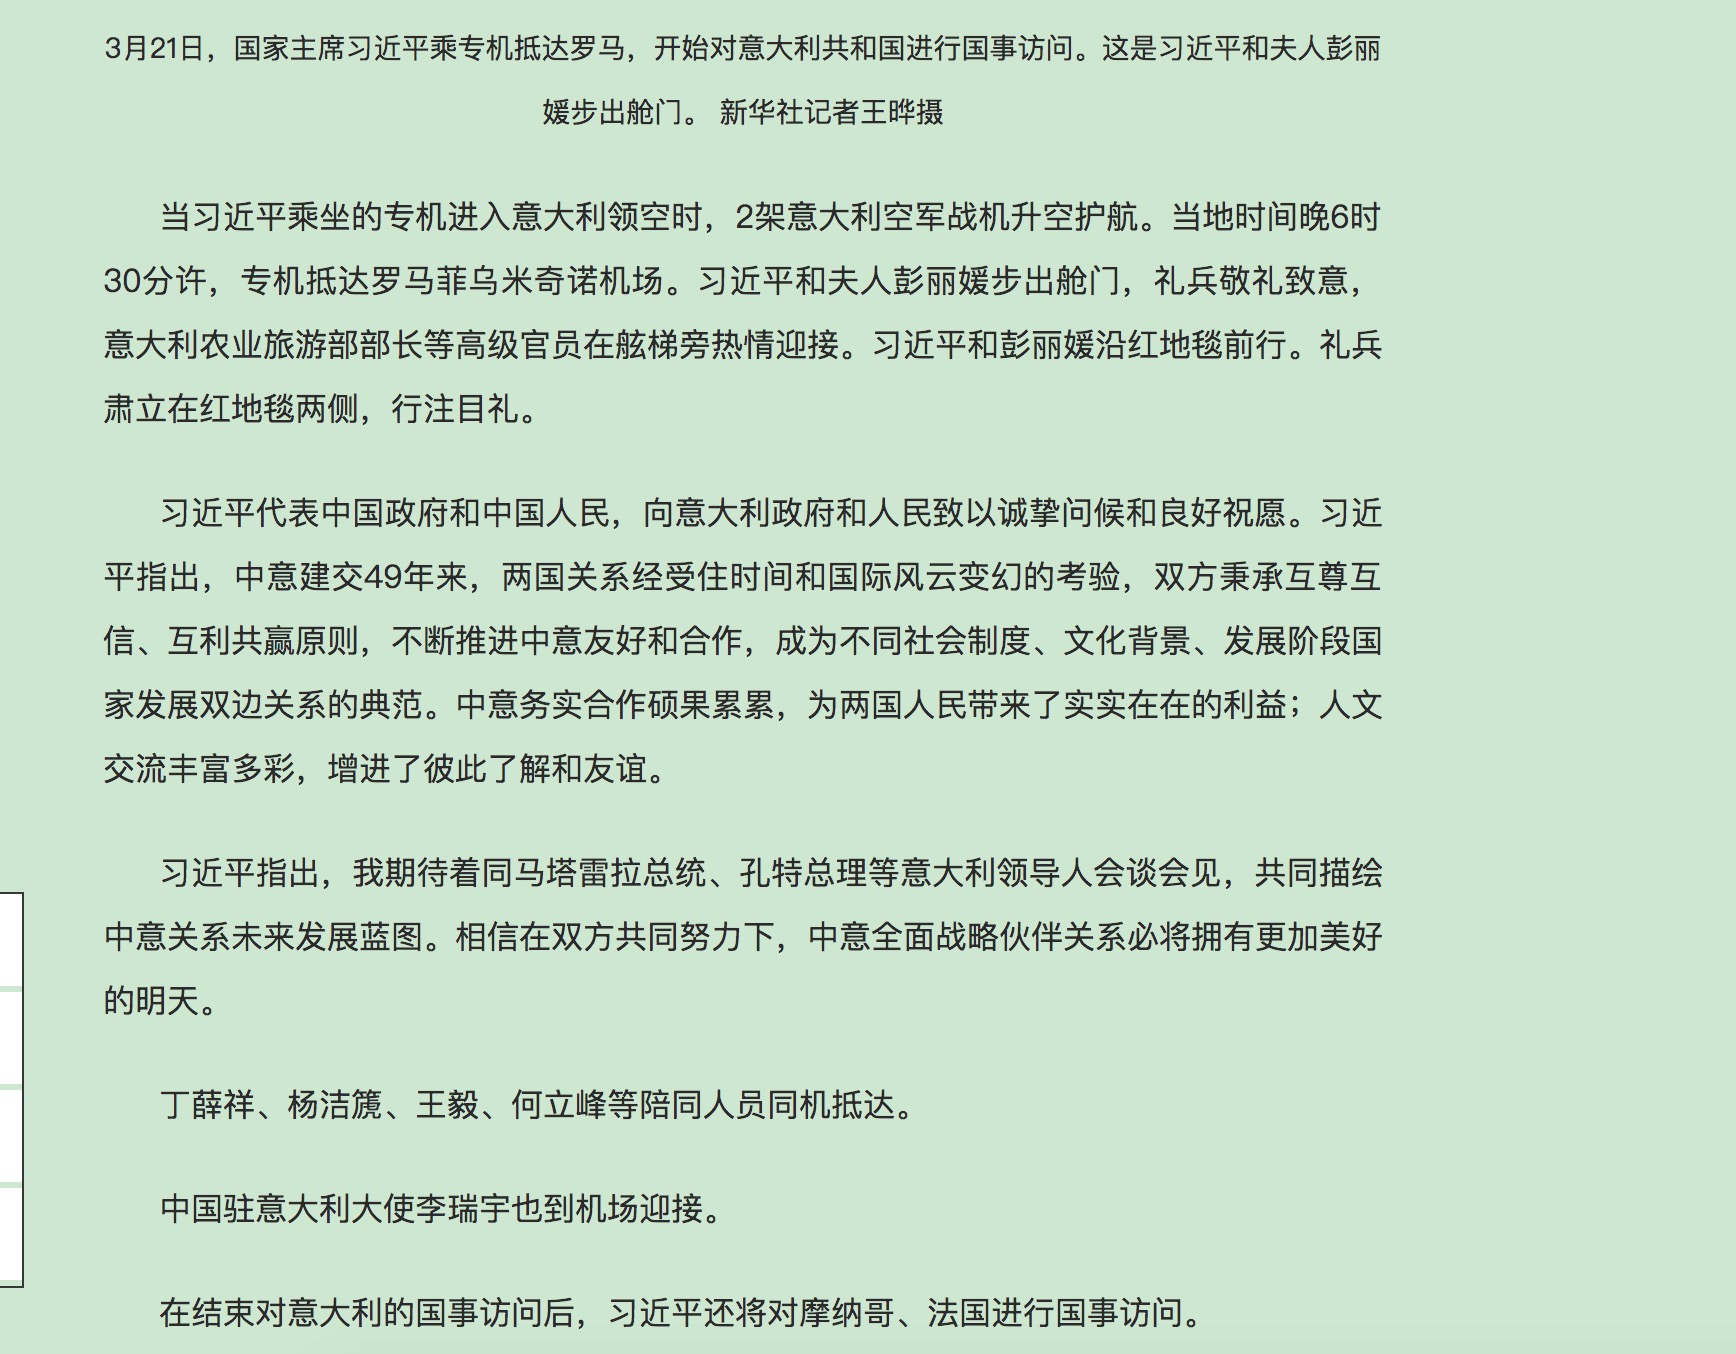 3月21日，国家主席习近平乘专机抵达罗马，开始对意大利共和国进行国事访问。这是习近平和夫人彭丽
媛步出舱门。 新华社记者王晔摄
当习近平乘坐的专机进入意大利领空时，2架意大利空军战机升空护航。当地时间晚6时
30分许，专机抵达罗马菲乌米奇诺机场。习近平和夫人彭丽媛步出舱门，礼兵敬礼致意，
意大利农业旅游部部长等高级官员在舷梯旁热情迎接。习近平和彭丽媛沿红地毯前行。礼兵
肃立在红地毯两侧，行注目礼。
习近平代表中国政府和中国人民，向意大利政府和人民致以诚挚问候和良好祝愿。习近
平指出，中意建交49年来，两国关系经受住时间和国际风云变幻的考验，双方秉承互尊互
信、互利共赢原则，不断推进中意友好和合作，成为不同社会制度、文化背景、发展阶段国
家发展双边关系的典范。中意务实合作硕果累累，为两国人民带来了实实在在的利益；人文
交流丰富多彩，增进了彼此了解和友谊。
习近平指出，我期待着同马塔雷拉总统、孔特总理等意大利领导人会谈会见，共同描绘
中意关系未来发展蓝图。相信在双方共同努力下，中意全面战略伙伴关系必将拥有更加美好
的明天。
丁薛祥、杨洁篪、王毅、何立峰等陪同人员同机抵达。
中国驻意大利大使李瑞宇也到机场迎接。
在结束对意大利的国事访问后，习近平还将对摩纳哥、法国进行国事访问。